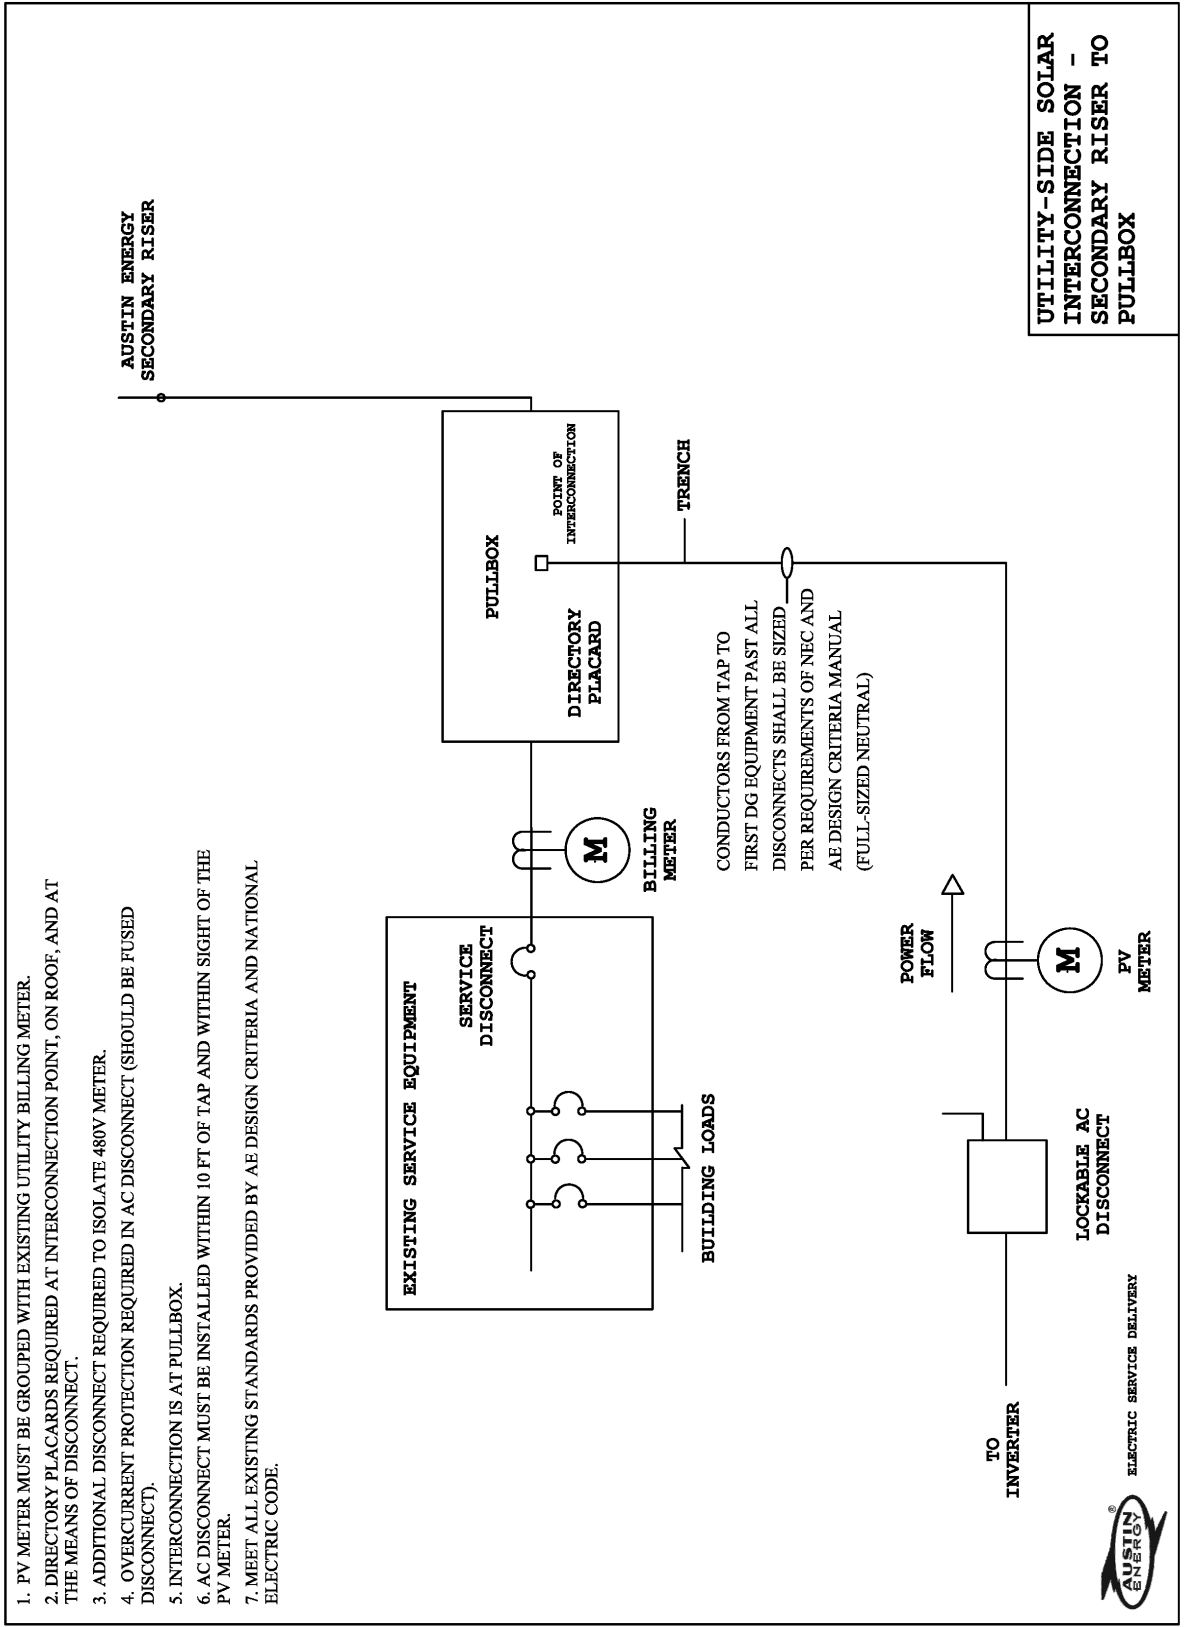 1. PV METER MUST BE GROUPED WITH EXISTING UTILITY BILLING METER.
2. DIRECTORY PLACARDS REQUIRED AT INTERCONNECTION POINT, ON ROOF, AND AT
THE MEANS OF DISCONNECT.
3. ADDITIONAL DISCONNECT REQUIRED TO ISOLATE 480V METER.
4. OVERCURRENT PROTECTION REQUIRED IN AC DISCONNECT (SHOULD BE FUSED
DISCONNECT).
5. INTERCONNECTION IS AT PULLBOX.
6. AC DISCONNECT MUST BE INSTALLED WITHIN 10 FT OF TAP AND WITHIN SIGHT OF THE
PV METER.
7. MEET ALL EXISTING STANDARDS PROVIDED BY AE DESIGN CRITERIA AND NATIONAL
ELECTRIC CODE.
AUSTIN ENERGY
SECONDARY RISER
EXISTING SERVICE EQUIPMENT
SERVICE
DISCONNECT
BUILDING LOADS
M
BILLING
METER
PULLBOX
POINT OF
INTERCONNECTION
DIRECTORY
PLACARD
TRENCH
CONDUCTORS FROM TAP TO
FIRST DG EQUIPMENT PAST ALL
DISCONNECTS SHALL BE SIZED
PER REQUIREMENTS OF NEC AND
AE DESIGN CRITERIA MANUAL
(FULL-SIZED NEUTRAL)
POWER
FLOW
M
PV
METER
LOCKABLE AC
DISCONNECT
TO
INVERTER
AUSTIN
ENERGY
®
ELECTRIC SERVICE DELIVERY
UTILITY-SIDE SOLAR
INTERCONNECTION -
SECONDARY RISER TO
PULLBOX